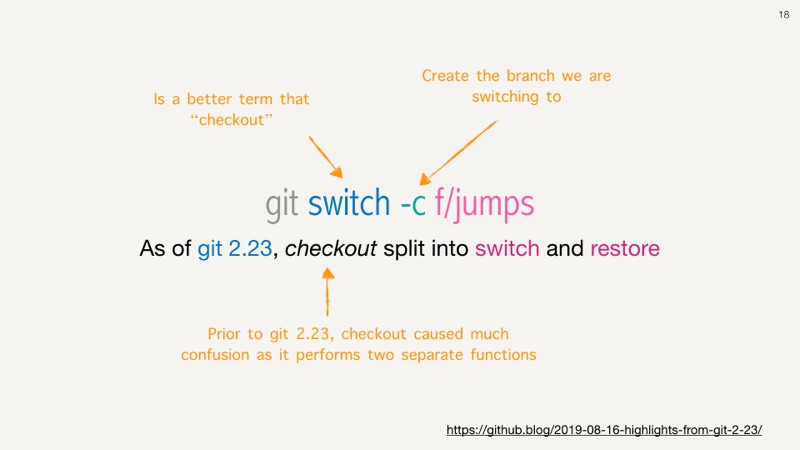 18
Create the branch we are
switching to
Is a better term that
“checkout”
git switch -c f/jumps
As of git 2.23, checkout split into switch and restore
Prior to git 2.23, checkout caused much
confusion as it performs two separate functions
https://github.blog/2019-08-16-highlights-from-git-2-23/